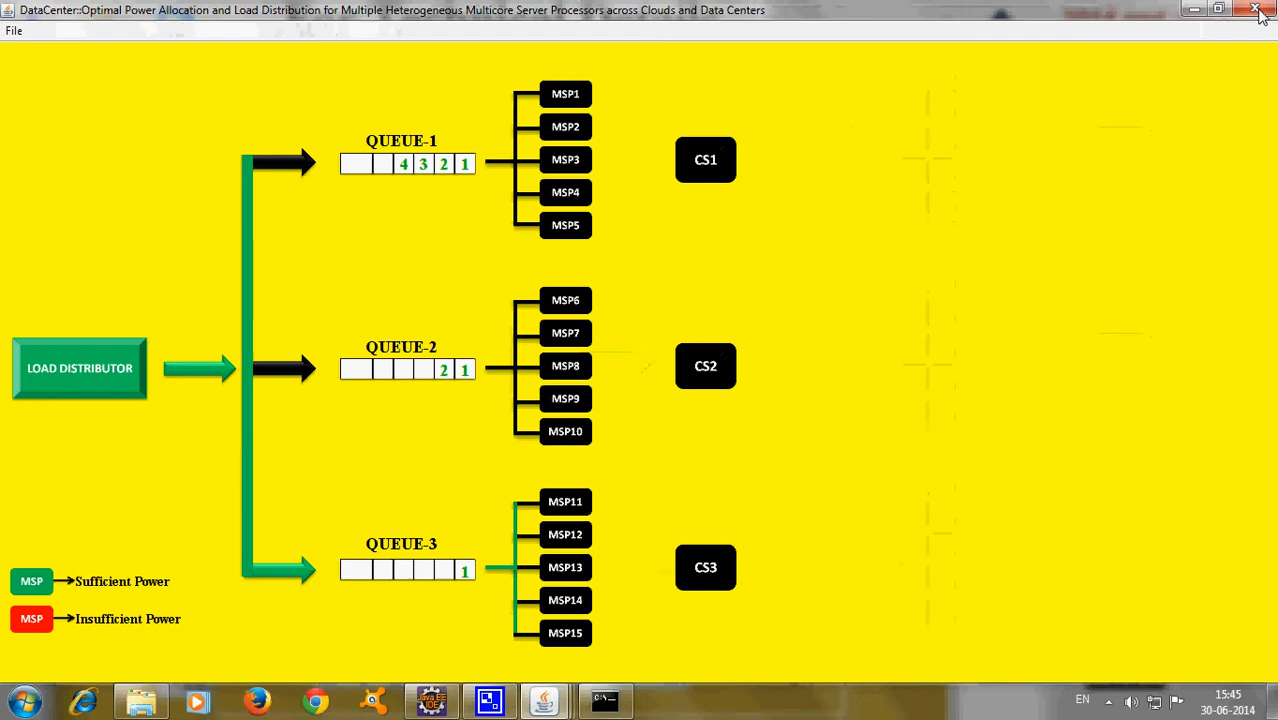 DataCenter::Optimal Power Allocation and Load Distribution for Multiple Heterogeneous Multicore Server Processors across Clouds and Data Centers
File
QUEUE-1
4 3 2 1
MSP1
MSP2
MSP3
MSP4
MSP5
CS1
LOAD DISTRIBUTOR
QUEUE-2
2 1
MSP6
MSP7
MSP8
MSP9
MSP10
CS2
QUEUE-3
1
MSP11
MSP12
MSP13
MSP14
MSP15
CS3
MSP Sufficient Power
MSP Insufficient Power
Java EE
IDE
C:\.
EN
15:45
30-06-2014